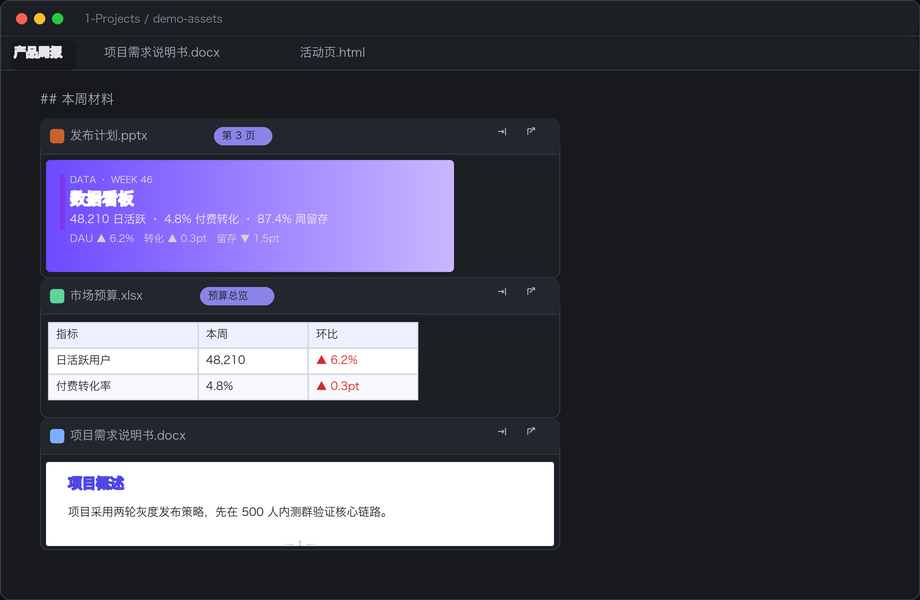 1-Projects / demo-assets
产品周报 项目需求说明书.docx 活动页.html
## 本周材料
发布计划.pptx 第 3 页
DATA · WEEK 46
数据看板
48,210 日活跃 · 4.8% 付费转化 · 87.4% 周留存
DAU ▲ 6.2% 转化 ▲ 0.3pt 留存 ▼ 1.5pt
市场预算.xlsx 预算总览
指标 本周 环比
日活跃用户 48,210 ▲ 6.2%
付费转化率 4.8% ▲ 0.3pt
项目需求说明书.docx
项目概述
项目采用两轮灰度发布策略，先在 500 人内测群验证核心链路。
— 1 —